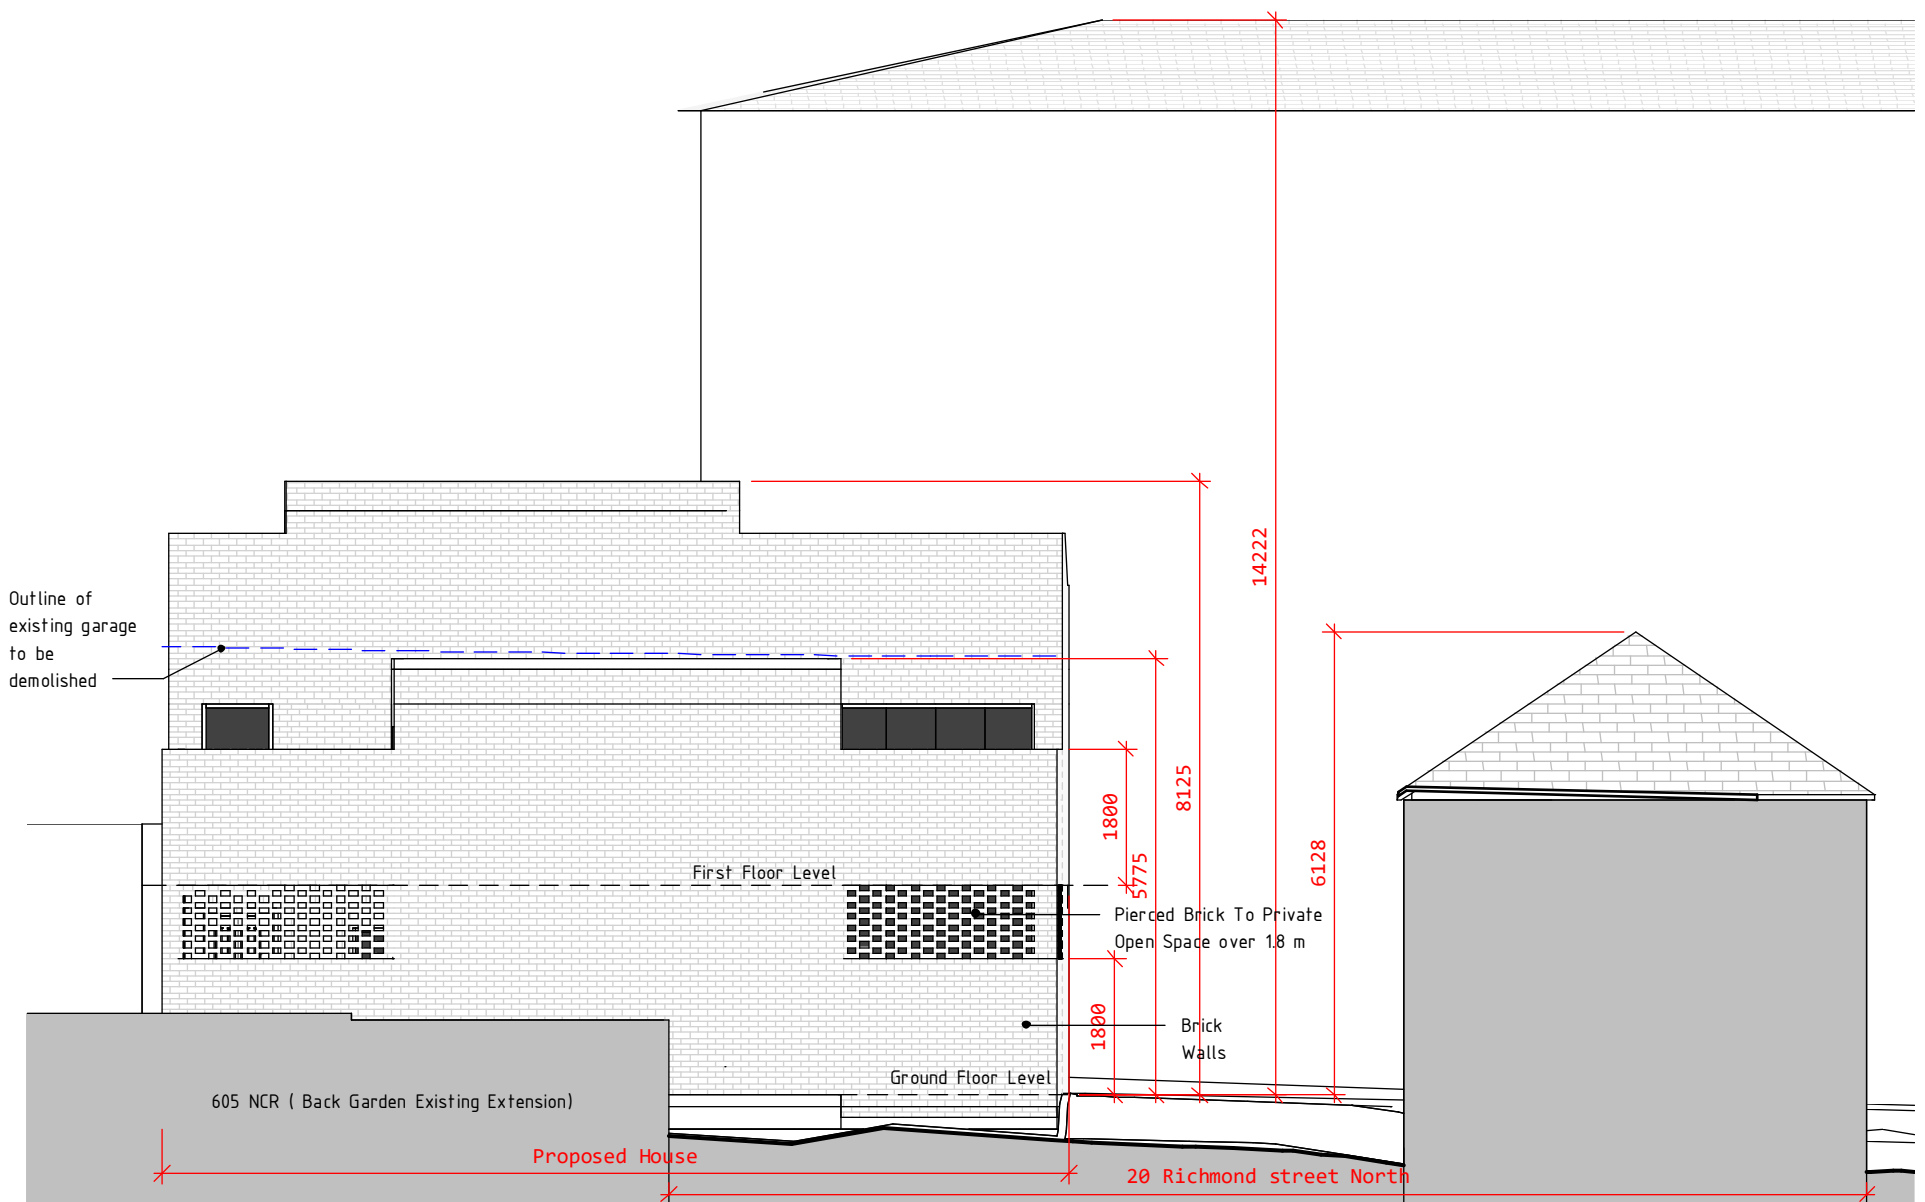 14222
Outline of
existing garage
to be
demolished
8125
1800
5775
6128
First Floor Level
Pierced Brick To Private
Open Space over 1.8 m
1800
Brick
Walls
Ground Floor Level
605 NCR ( Back Garden Existing Extension)
Proposed House
20 Richmond street North